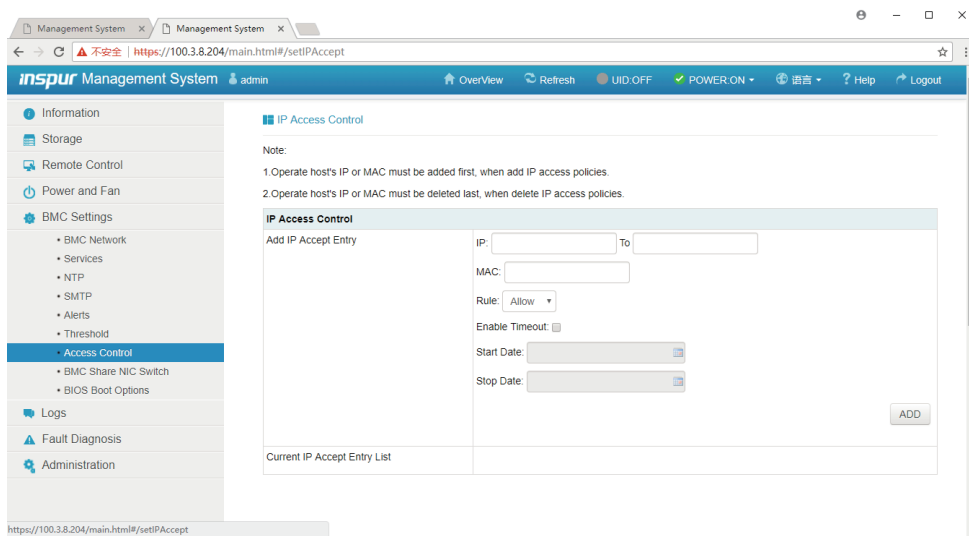 Management System
Management System
不安全 | https://100.3.8.204/main.html#/setIPAccept
inspur Management System admin OverView Refresh UID:OFF POWER:ON 语言 Help Logout
Information
Storage
Remote Control
Power and Fan
BMC Settings
• BMC Network
• Services
• NTP
• SMTP
• Alerts
• Threshold
• Access Control
• BMC Share NIC Switch
• BIOS Boot Options
Logs
Fault Diagnosis
Administration
IP Access Control
Note:
1.Operate host's IP or MAC must be added first, when add IP access policies.
2.Operate host's IP or MAC must be deleted last, when delete IP access policies.
IP Access Control
Add IP Accept Entry
IP: To
MAC:
Rule: Allow
Enable Timeout:
Start Date:
Stop Date:
ADD
Current IP Accept Entry List
https://100.3.8.204/main.html#/setIPAccept